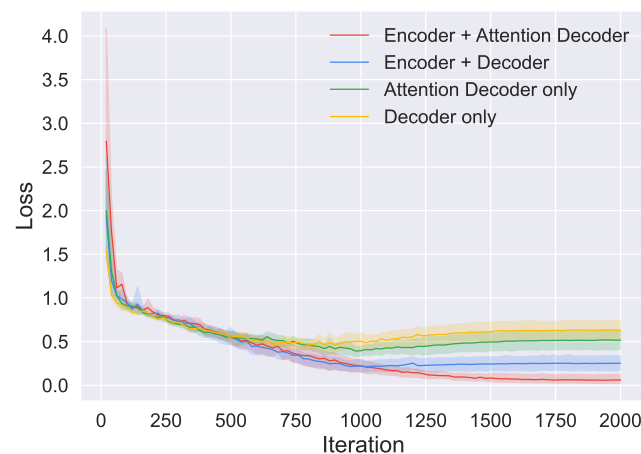 4.0
3.5
3.0
2.5
2.0
1.5
1.0
0.5
0.0
Loss
Encoder + Attention Decoder
Encoder + Decoder
Attention Decoder only
Decoder only
0 250 500 750 1000 1250 1500 1750 2000
Iteration